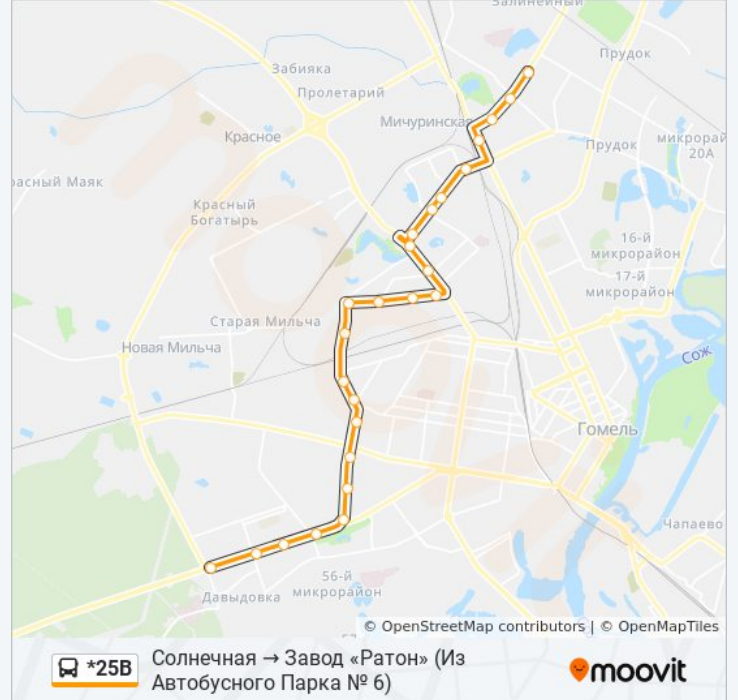 Залинейный
Прудок
Забияка
Пролетарий
Мичуринская
Красное
Прудок
микрорай
20А
асный Маяк
Красный
Богатырь
16-й
микрорайон
17-й
микрорайон
Старая Мильча
Новая Мильча
Сож
Гомель
Чапаево
56-й
микрорайон
Давыдовка
© OpenStreetMap contributors | © OpenMapTiles
*25В
Солнечная → Завод «Ратон» (Из
Автобусного Парка № 6)
moovit